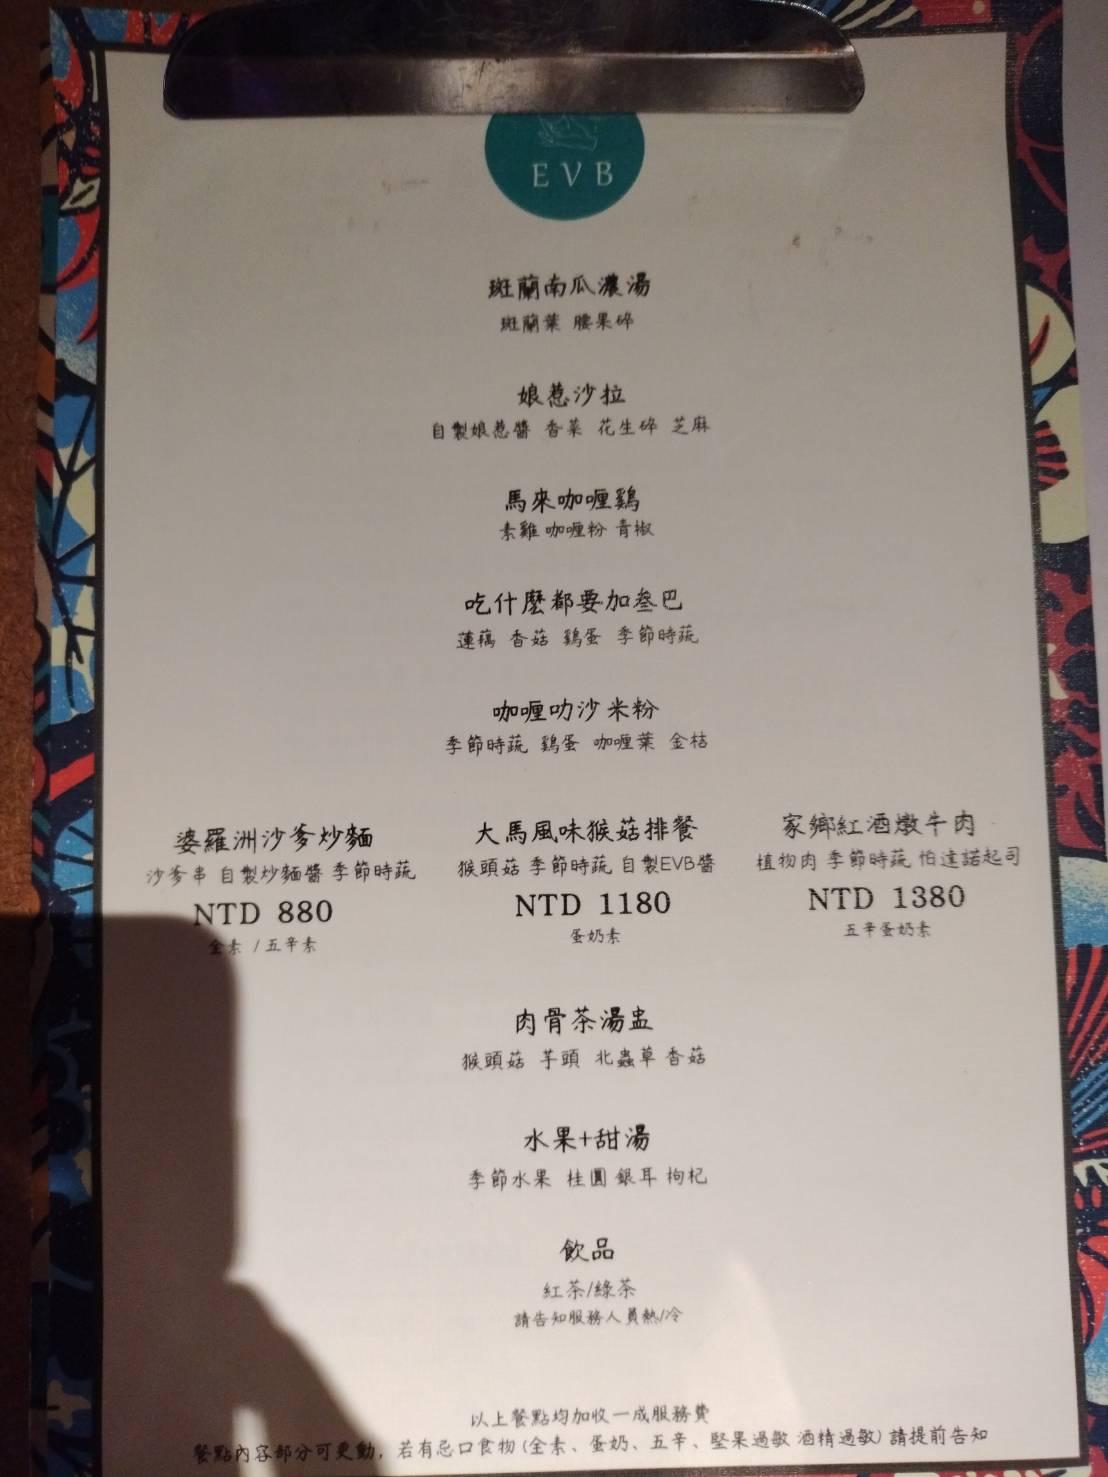 EVB
斑蘭南瓜濃湯
斑蘭葉 腰果碎
娘惹沙拉
自製娘惹醬 香菜 花生碎 芝麻
馬來咖喱鷄
素雞 咖喱粉 青椒
吃什麼都要加叁巴
蓮藕 香菇 鷄蛋 季節時蔬
咖喱叻沙米粉
季節時蔬 鷄蛋 咖喱葉 金桔
婆羅洲沙爹炒麵
沙爹串 自製炒麵醬 季節時蔬
NTD 880
全素 / 五辛素
大馬風味猴菇排餐
猴頭菇 季節時蔬 自製EVB醬
NTD 1180
蛋奶素
家鄉紅酒燉牛肉
植物肉 季節時蔬 帕達諾起司
NTD 1380
五辛蛋奶素
肉骨茶湯盅
猴頭菇 芋頭 北蟲草 香菇
水果+甜湯
季節水果 桂圓 銀耳 枸杞
飲品
紅茶/綠茶
請告知服務人員熱/冷
以上餐點均加收一成服務費
餐點內容部分可更動，若有忌口食物 (全素、蛋奶、五辛、堅果過敏 酒精過敏) 請提前告知